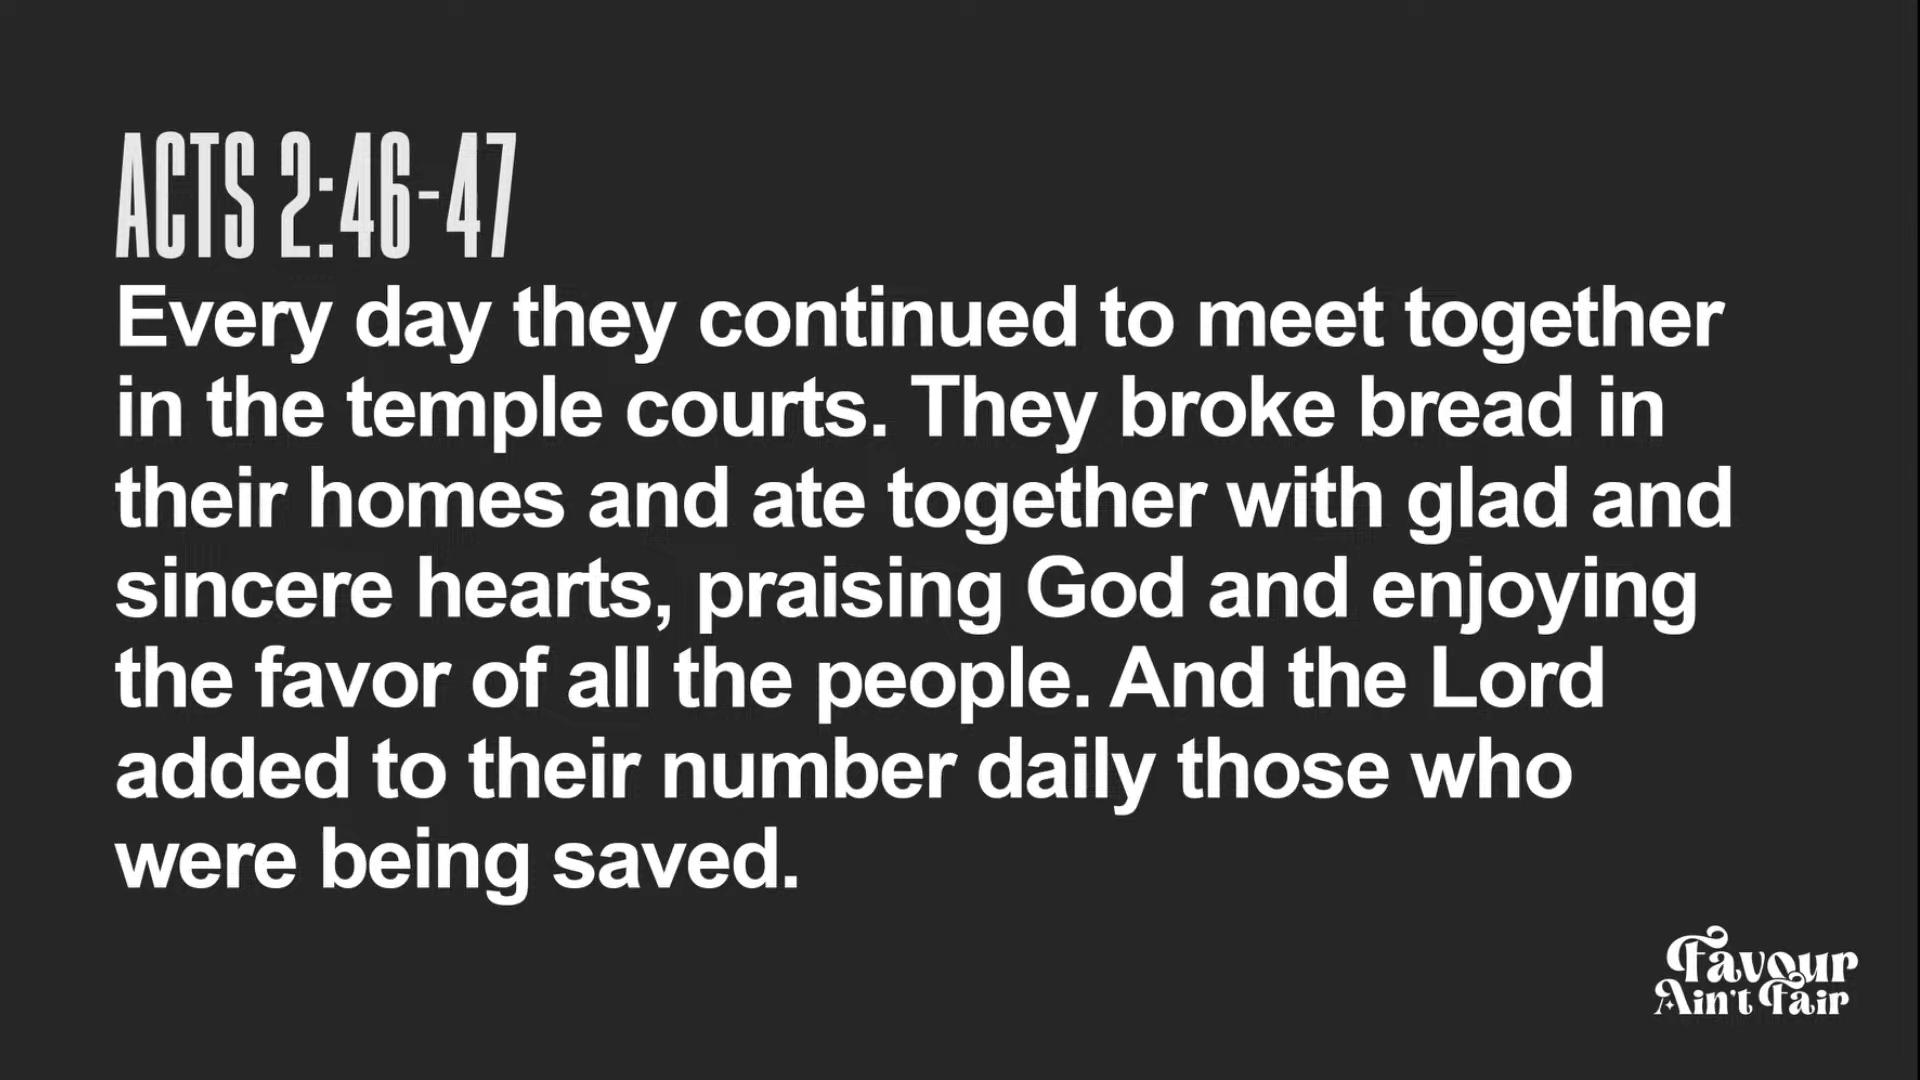 ACTS 2:46-47
Every day they continued to meet together
in the temple courts. They broke bread in
their homes and ate together with glad and
sincere hearts, praising God and enjoying
the favor of all the people. And the Lord
added to their number daily those who
were being saved.
Favour
Ain't Fair